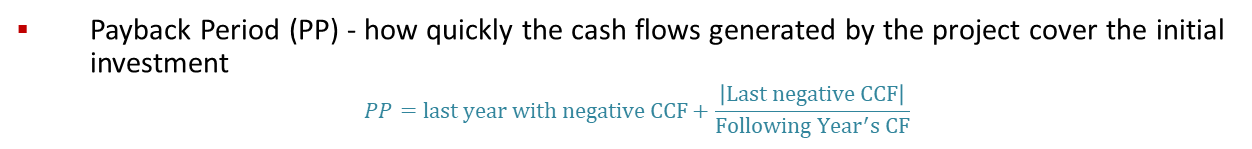 ▪ Payback Period (PP) - how quickly the cash flows generated by the project cover the initial
investment
PP = last year with negative CCF + |Last negative CCF| / Following Year′s CF